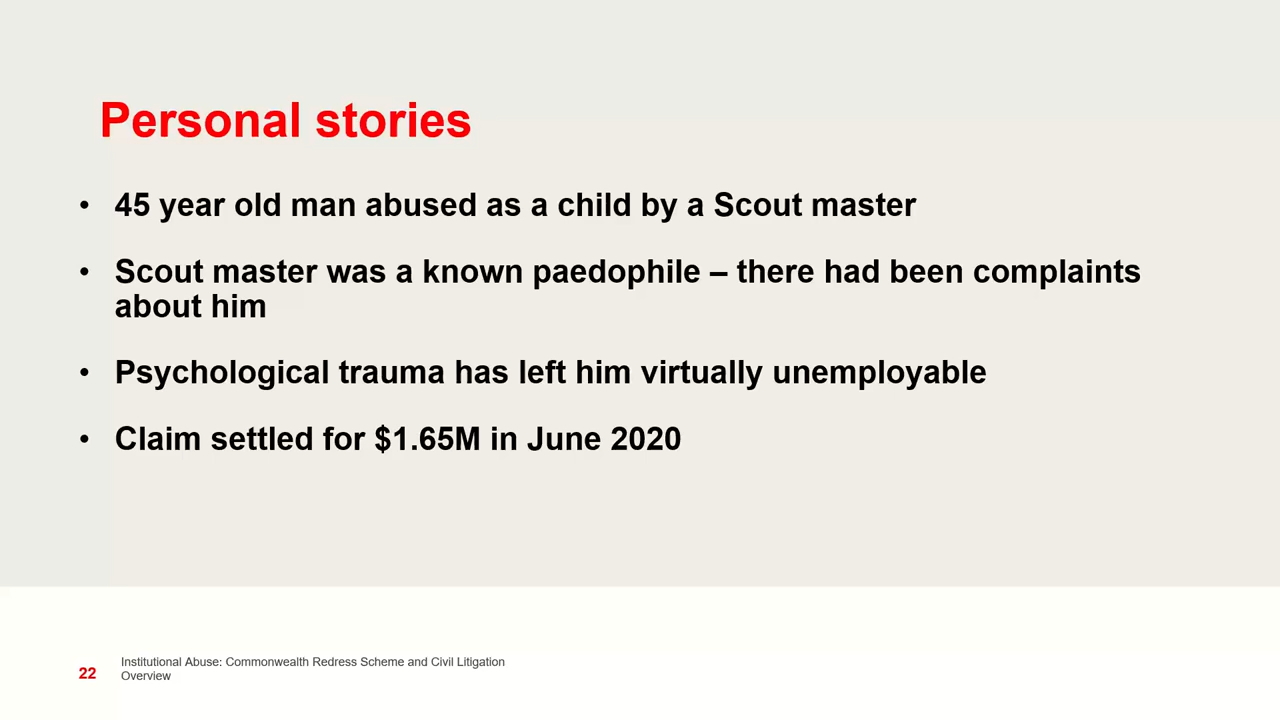 Personal stories
• 45 year old man abused as a child by a Scout master
• Scout master was a known paedophile – there had been complaints
about him
• Psychological trauma has left him virtually unemployable
• Claim settled for $1.65M in June 2020
22
Institutional Abuse: Commonwealth Redress Scheme and Civil Litigation
Overview